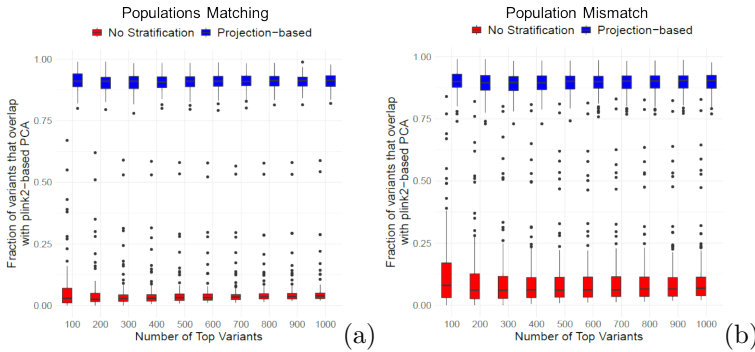 Populations Matching
No Stratification Projection−based
Fraction of variants that overlap
with plink2−based PCA
1.00
0.75
0.50
0.25
0.00
100 200 300 400 500 600 700 800 900 1000
Number of Top Variants
(a)
Population Mismatch
No Stratification Projection−based
Fraction of variants that overlap
with plink2−based PCA
1.00
0.75
0.50
0.25
0.00
100 200 300 400 500 600 700 800 900 1000
Number of Top Variants
(b)